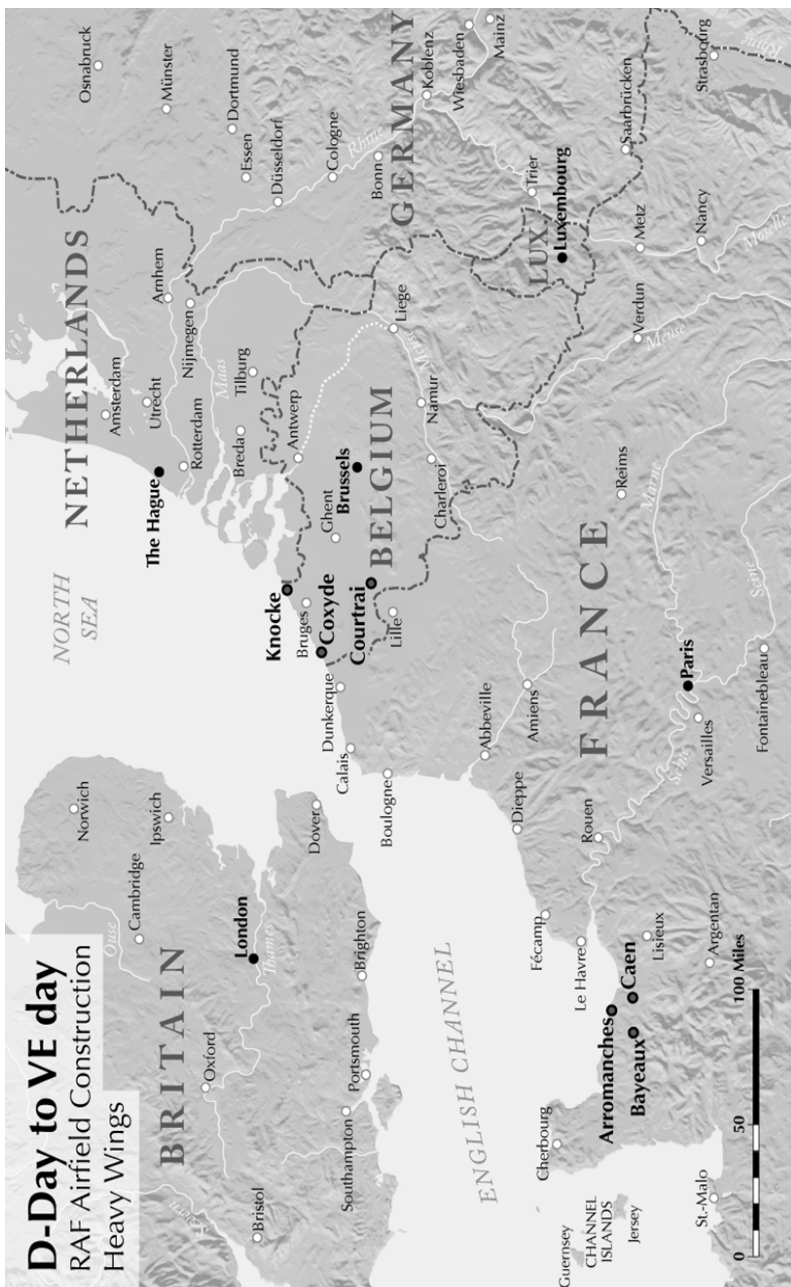 D-Day to VE day
RAF Airfield Construction
Heavy Wings
BRITAIN
Norwich
Cambridge
Ouse
Ipswich
Oxford
London
Thames
Bristol
Severn
Dover
Southampton
Portsmouth
Brighton
NORTH
SEA
ENGLISH CHANNEL
NETHERLANDS
Amsterdam
Utrecht
The Hague
Rotterdam
Arnhem
Nijmegen
Maas
Breda
Tilburg
Osnabruck
Münster
Dortmund
Essen
Düsseldorf
Cologne
Rhine
Bonn
GERMANY
Koblenz
Wiesbaden
Mainz
Trier
Saarbrücken
Strasbourg
Rhine
Antwerp
Knocke
Bruges
Ghent
Coxyde
Brussels
Courtrai
BELGIUM
Liege
Meuse
Namur
Charleroi
LUX
Luxembourg
Dunkerque
Calais
Lille
Boulogne
Abbeville
Amiens
Dieppe
FRANCE
Rouen
Seine
Fécamp
Le Havre
Reims
Marne
Seine
Verdun
Meuse
Metz
Nancy
Moselle
Paris
Versailles
Fontainebleau
Cherbourg
Arromanches
Bayeaux
Caen
Lisieux
Argentan
Guernsey
CHANNEL
ISLANDS
Jersey
St.-Malo
0
50
100 Miles